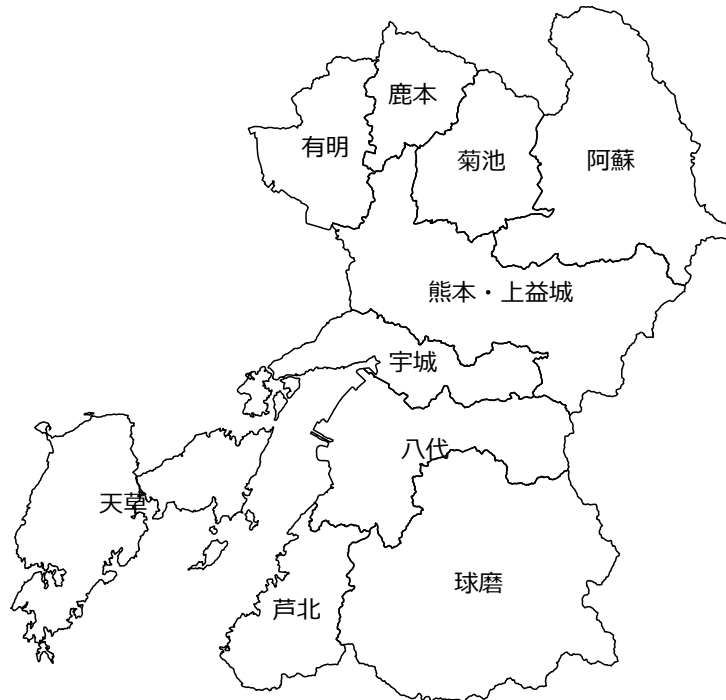 鹿本
有明
菊池
阿蘇
熊本・上益城
宇城
八代
天草
球磨
芦北